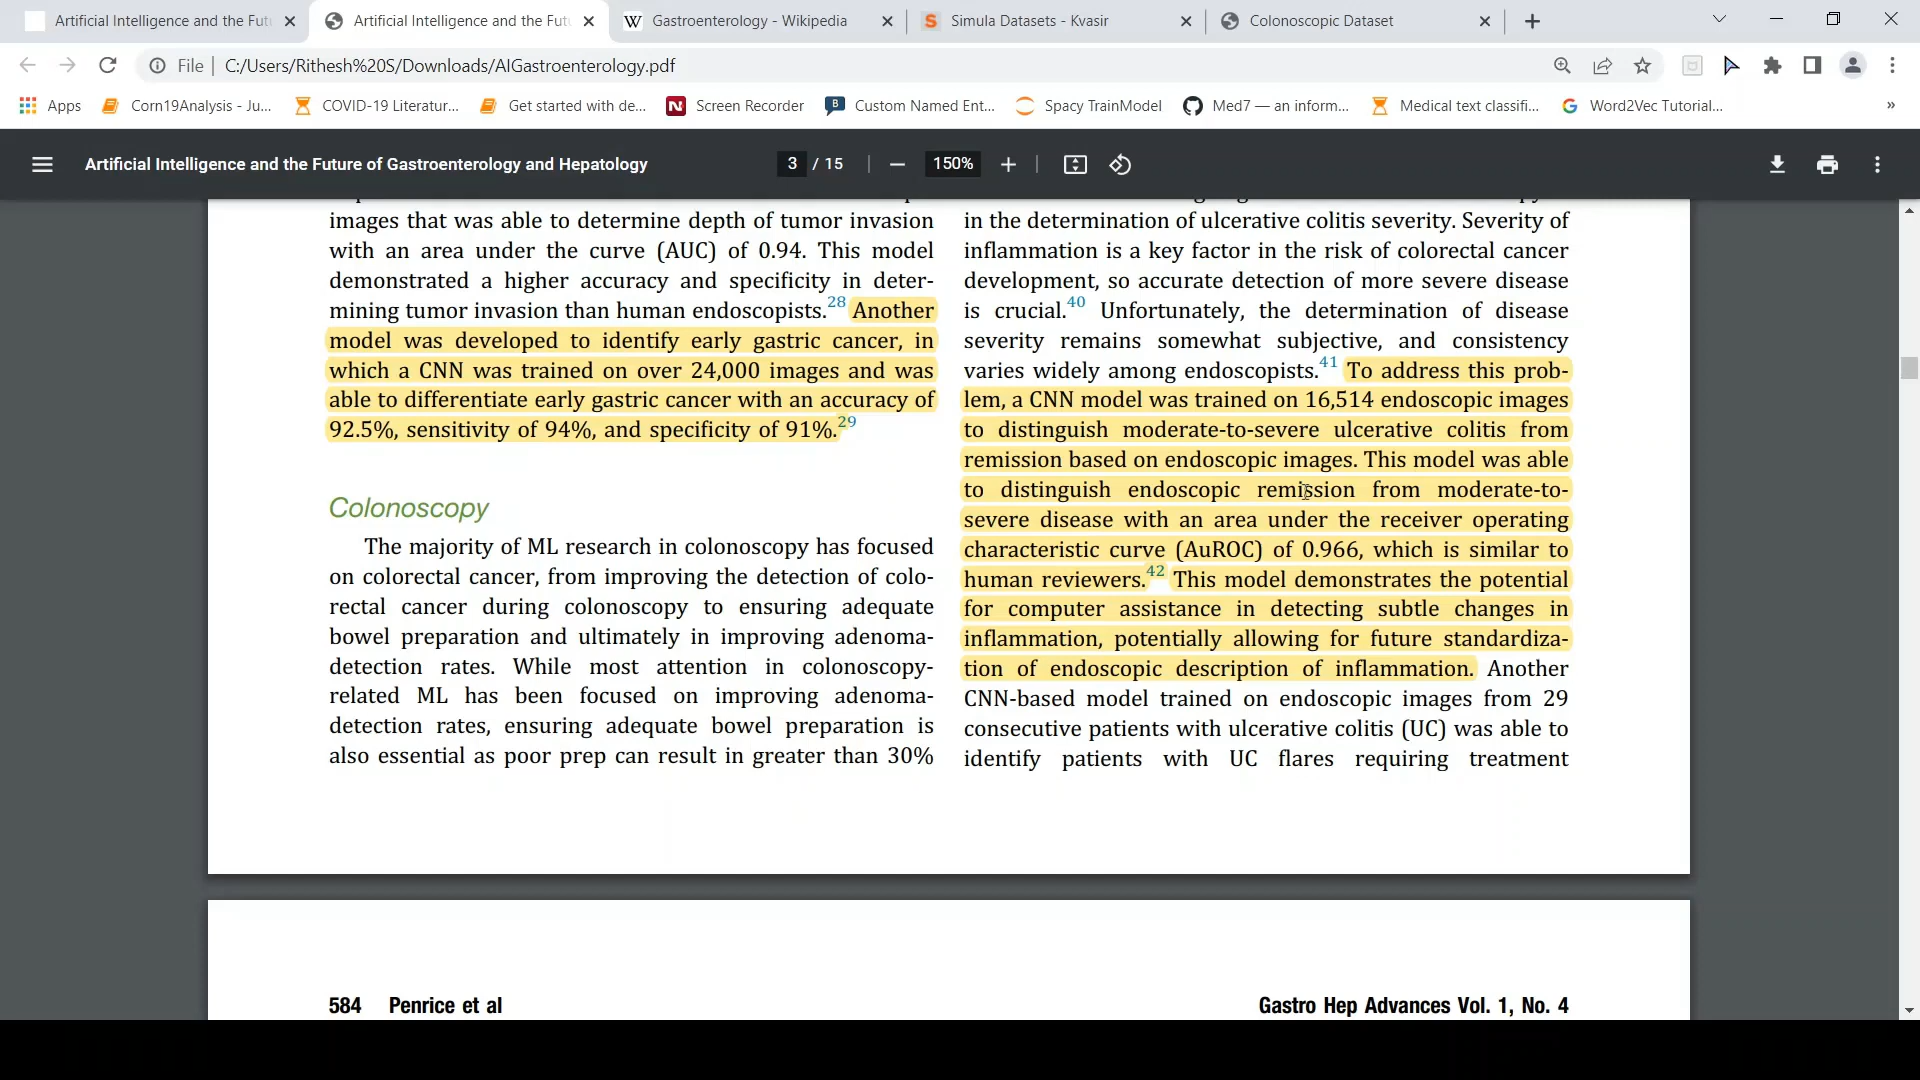 Artificial Intelligence and the Fut
Artificial Intelligence and the Fut
Gastroenterology - Wikipedia
Simula Datasets - Kvasir
Colonoscopic Dataset
File
C:/Users/Rithesh%20S/Downloads/AIGastroenterology.pdf
Apps
Corn19Analysis - Ju...
COVID-19 Literatur...
Get started with de...
Screen Recorder
Custom Named Ent...
Spacy TrainModel
Med7 — an inform...
Medical text classifi...
Word2Vec Tutorial...
»
Artificial Intelligence and the Future of Gastroenterology and Hepatology
3 / 15
150%
images that was able to determine depth of tumor invasion
with an area under the curve (AUC) of 0.94. This model
demonstrated a higher accuracy and specificity in deter-
mining tumor invasion than human endoscopists.28 Another
model was developed to identify early gastric cancer, in
which a CNN was trained on over 24,000 images and was
able to differentiate early gastric cancer with an accuracy of
92.5%, sensitivity of 94%, and specificity of 91%.29
Colonoscopy
The majority of ML research in colonoscopy has focused
on colorectal cancer, from improving the detection of colo-
rectal cancer during colonoscopy to ensuring adequate
bowel preparation and ultimately in improving adenoma-
detection rates. While most attention in colonoscopy-
related ML has been focused on improving adenoma-
detection rates, ensuring adequate bowel preparation is
also essential as poor prep can result in greater than 30%
in the determination of ulcerative colitis severity. Severity of
inflammation is a key factor in the risk of colorectal cancer
development, so accurate detection of more severe disease
is crucial.40 Unfortunately, the determination of disease
severity remains somewhat subjective, and consistency
varies widely among endoscopists.41 To address this prob-
lem, a CNN model was trained on 16,514 endoscopic images
to distinguish moderate-to-severe ulcerative colitis from
remission based on endoscopic images. This model was able
to distinguish endoscopic remission from moderate-to-
severe disease with an area under the receiver operating
characteristic curve (AuROC) of 0.966, which is similar to
human reviewers.42 This model demonstrates the potential
for computer assistance in detecting subtle changes in
inflammation, potentially allowing for future standardiza-
tion of endoscopic description of inflammation. Another
CNN-based model trained on endoscopic images from 29
consecutive patients with ulcerative colitis (UC) was able to
identify patients with UC flares requiring treatment
584 Penrice et al
Gastro Hep Advances Vol. 1, No. 4